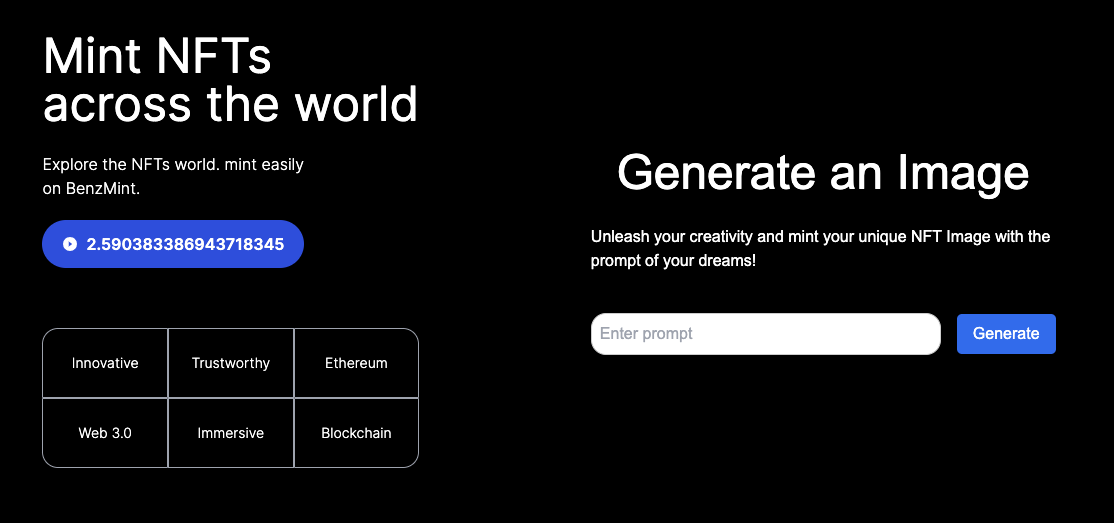 Mint NFTs
across the world
Explore the NFTs world. mint easily
on BenzMint.
2.590383386943718345
Innovative Trustworthy Ethereum
Web 3.0 Immersive Blockchain
Generate an Image
Unleash your creativity and mint your unique NFT Image with the
prompt of your dreams!
Enter prompt Generate